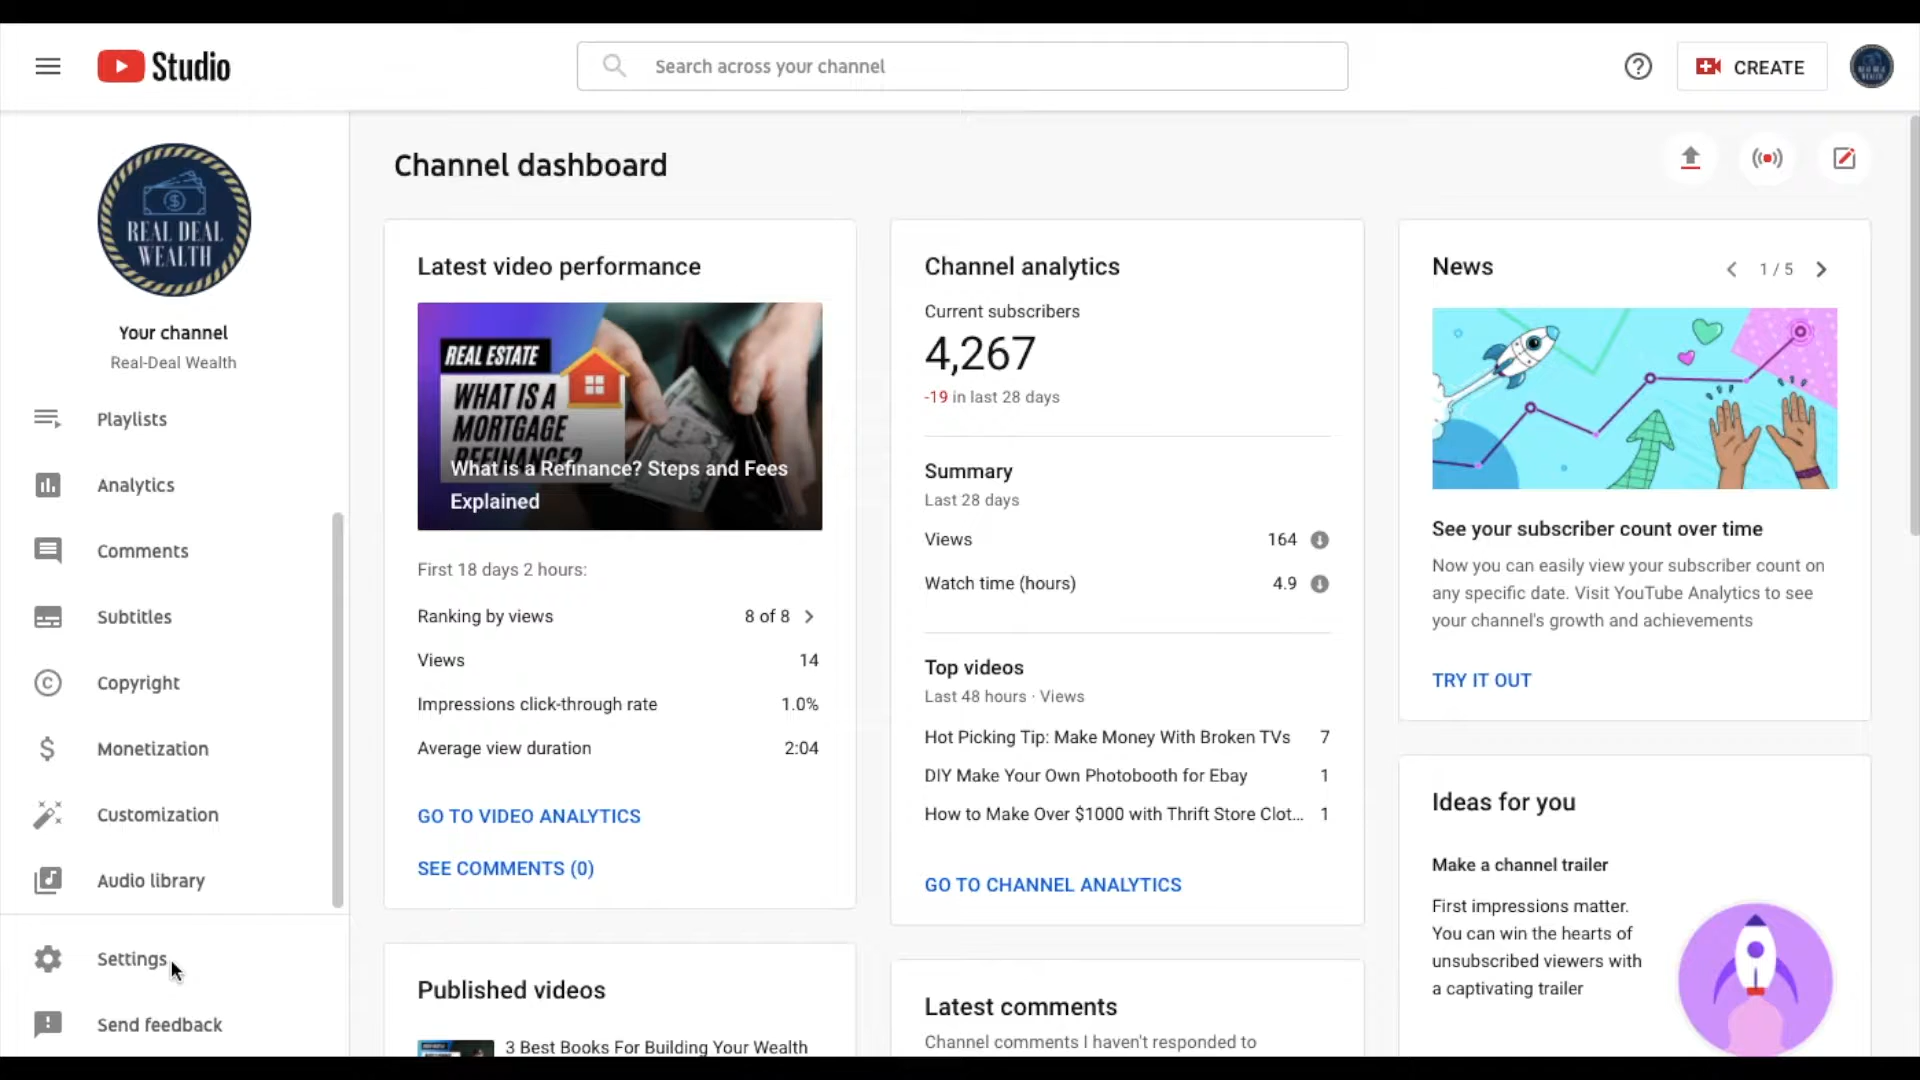 Studio
Search across your channel
CREATE
REAL DEAL
WEALTH
Your channel
Real-Deal Wealth
Playlists
Analytics
Comments
Subtitles
Copyright
Monetization
Customization
Audio library
Settings
Send feedback
Channel dashboard
Latest video performance
REAL ESTATE
WHAT IS A
MORTGAGE
REFINANCE?
What is a Refinance? Steps and Fees
Explained
First 18 days 2 hours:
Ranking by views 8 of 8
Views 14
Impressions click-through rate 1.0%
Average view duration 2:04
GO TO VIDEO ANALYTICS
SEE COMMENTS (0)
Published videos
3 Best Books For Building Your Wealth
Channel analytics
Current subscribers
4,267
-19 in last 28 days
Summary
Last 28 days
Views 164
Watch time (hours) 4.9
Top videos
Last 48 hours · Views
Hot Picking Tip: Make Money With Broken TVs 7
DIY Make Your Own Photobooth for Ebay 1
How to Make Over $1000 with Thrift Store Clot... 1
GO TO CHANNEL ANALYTICS
Latest comments
Channel comments I haven't responded to
News 1 / 5
See your subscriber count over time
Now you can easily view your subscriber count on
any specific date. Visit YouTube Analytics to see
your channel's growth and achievements
TRY IT OUT
Ideas for you
Make a channel trailer
First impressions matter.
You can win the hearts of
unsubscribed viewers with
a captivating trailer